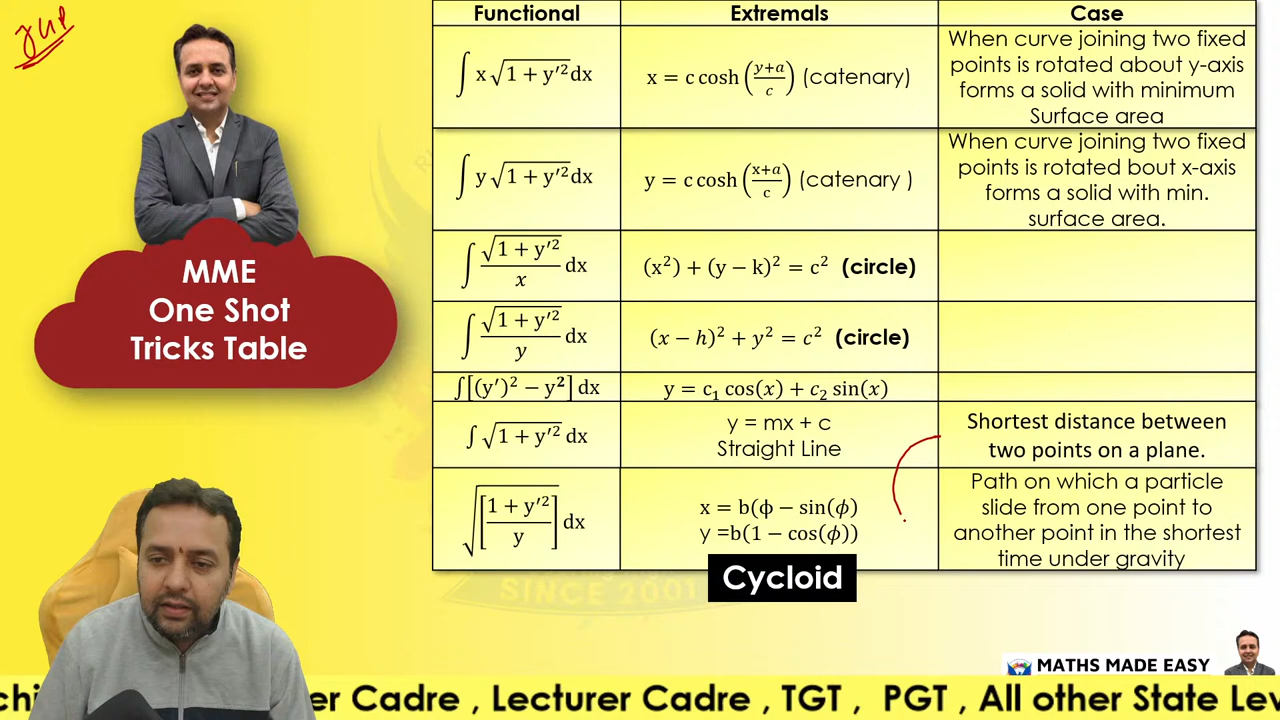 Functional Extremals Case
∫ x √1 + y′² dx
x = c cosh (y+a/c) (catenary)
When curve joining two fixed
points is rotated about y-axis
forms a solid with minimum
Surface area
∫ y √1 + y′² dx
y = c cosh (x+a/c) (catenary )
When curve joining two fixed
points is rotated bout x-axis
forms a solid with min.
surface area.
∫ √1 + y′² / x dx
(x²) + (y − k)² = c² (circle)
∫ √1 + y′² / y dx
(x − h)² + y² = c² (circle)
∫[(y′)² − y²] dx
y = c₁ cos(x) + c₂ sin(x)
∫ √1 + y′² dx
y = mx + c
Straight Line
Shortest distance between
two points on a plane.
√[1 + y′² / y] dx
x = b(ϕ − sin(ϕ)
y =b(1 − cos(ϕ))
Cycloid
Path on which a particle
slide from one point to
another point in the shortest
time under gravity
MME
One Shot
Tricks Table
SINCE 2001
MATHS MADE EASY
er Cadre , Lecturer Cadre , TGT , PGT , All other State Lev